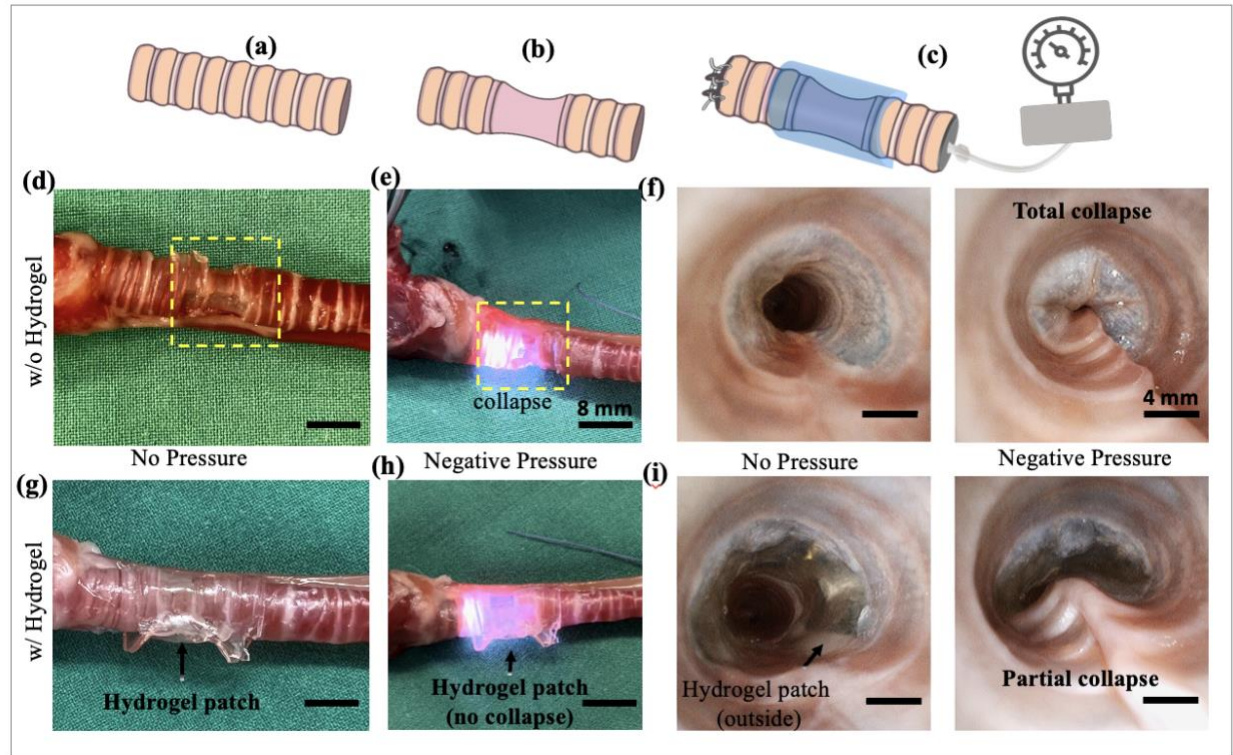 (a)
(b)
(c)
(d)
(e)
(f)
w/o Hydrogel
collapse
8 mm
Total collapse
4 mm
No Pressure
Negative Pressure
No Pressure
Negative Pressure
(g)
(h)
(i)
w/ Hydrogel
Hydrogel patch
Hydrogel patch
(no collapse)
Hydrogel patch
(outside)
Partial collapse